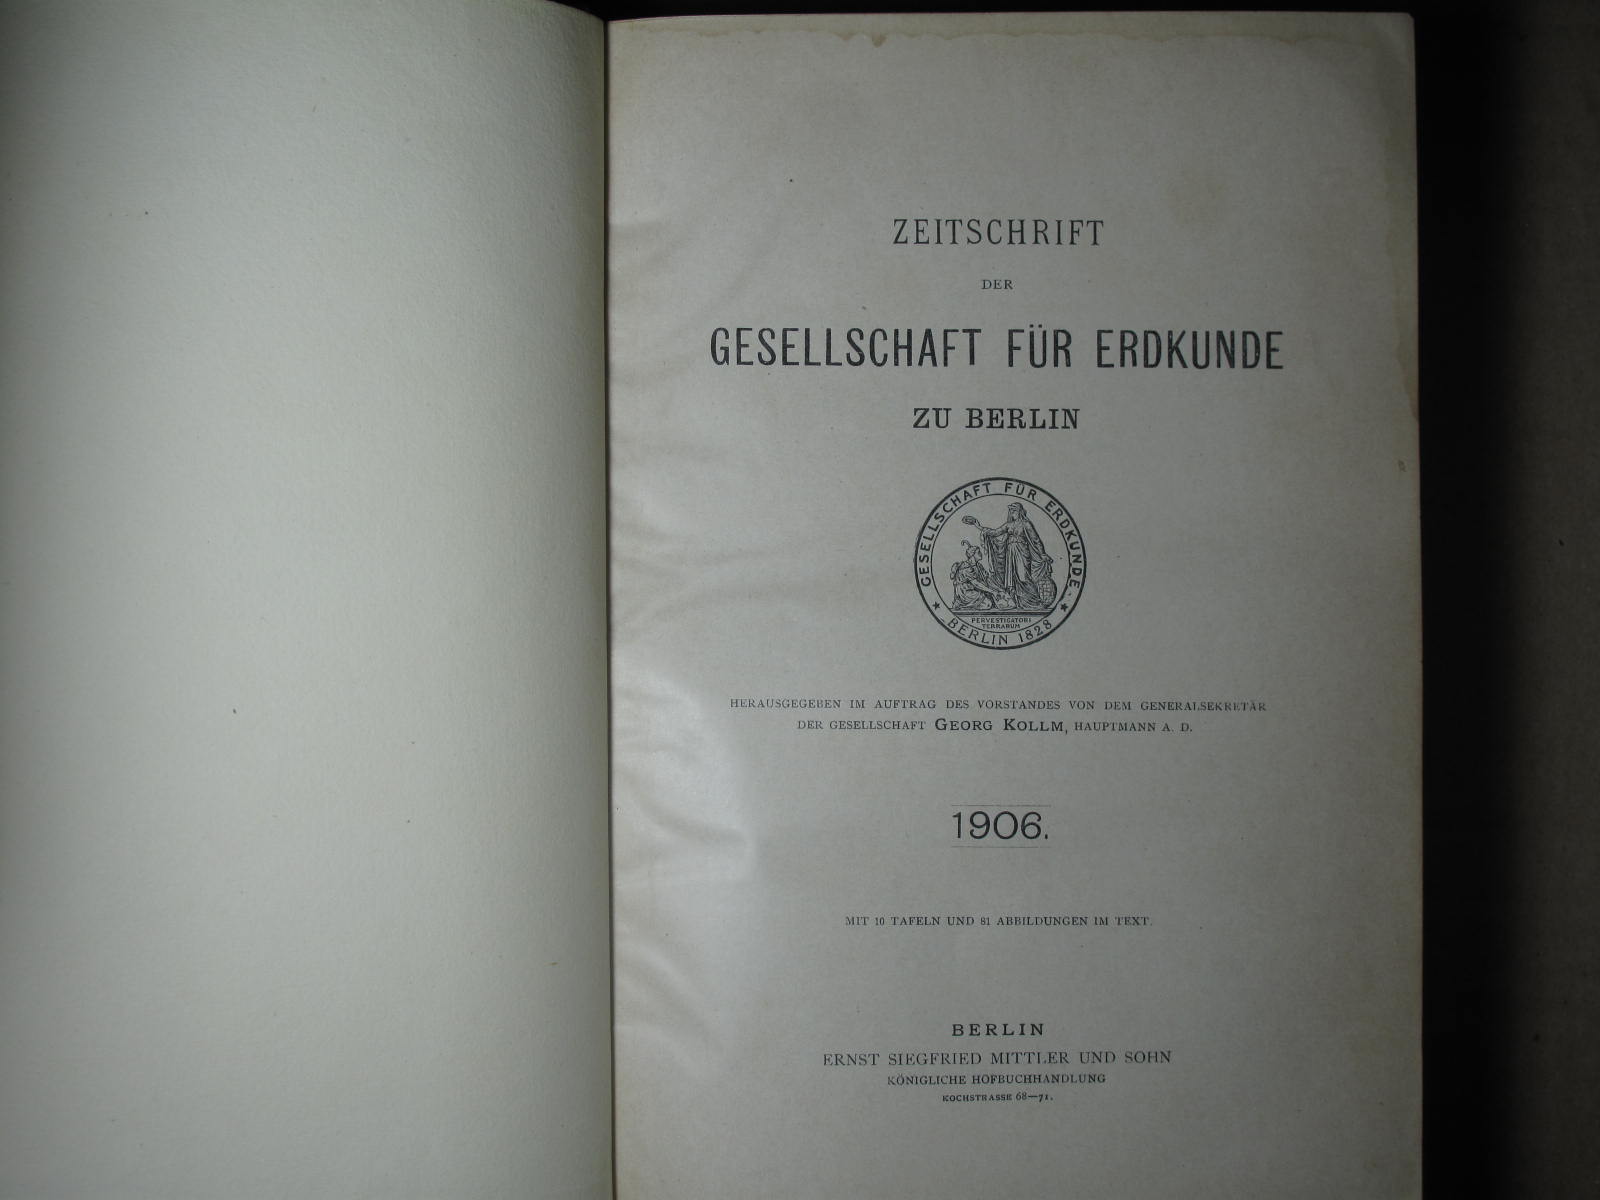 ZEITSCHRIFT
DER
GESELLSCHAFT FÜR ERDKUNDE
ZU BERLIN
GESELLSCHAFT FÜR ERDKUNDE
PERVESTIGATORI
TERRARUM
BERLIN 1828
HERAUSGEGEBEN IM AUFTRAG DES VORSTANDES VON DEM GENERALSEKRETÄR
DER GESELLSCHAFT GEORG KOLLM, HAUPTMANN A. D.
1906.
MIT 10 TAFELN UND 81 ABBILDUNGEN IM TEXT.
BERLIN
ERNST SIEGFRIED MITTLER UND SOHN
KÖNIGLICHE HOFBUCHHANDLUNG
KOCHSTRASSE 68—71.